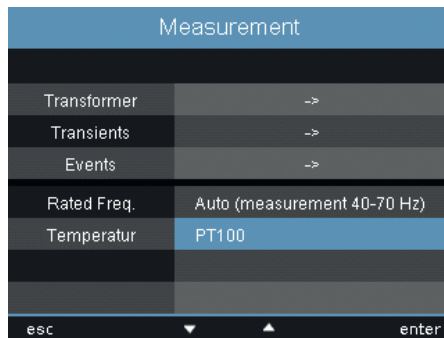 Measurement
Transformer ->
Transients ->
Events ->
Rated Freq. Auto (measurement 40-70 Hz)
Temperatur PT100
esc ▼ ▲ enter